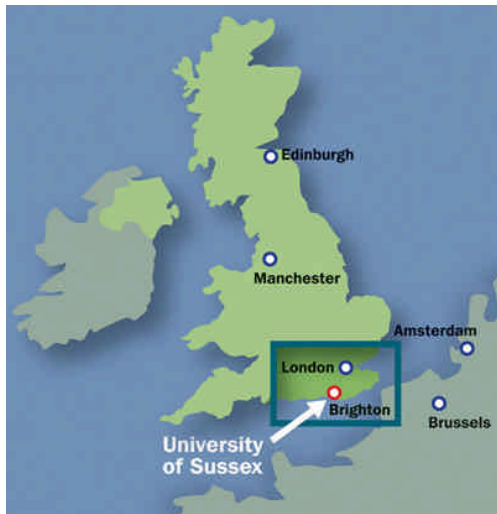 Edinburgh
Manchester
Amsterdam
London
Brighton
Brussels
University
of Sussex